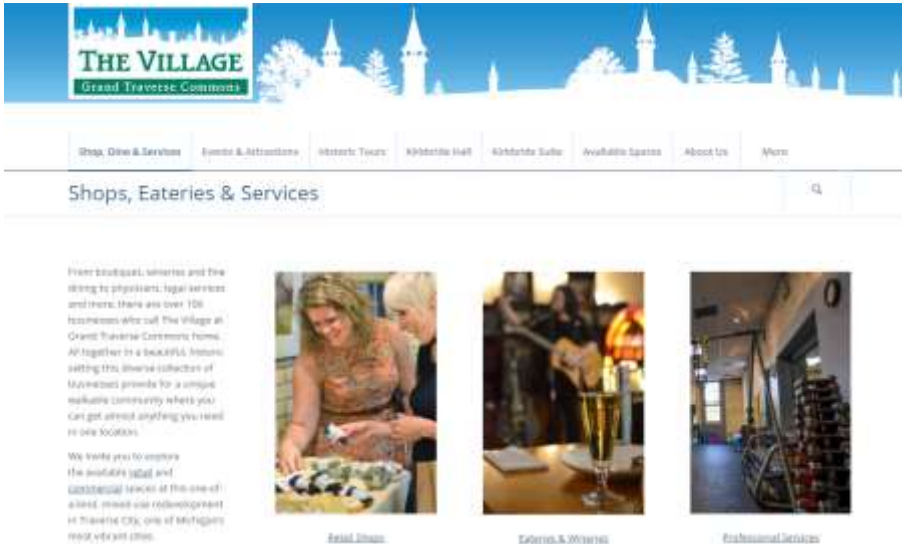 THE VILLAGE
Grand Traverse Commons
Shop, Dine & Services
Events & Attractions
Historic Tours
Kirkbride Hall
Kirkbride Suite
Available Spaces
About Us
More
Shops, Eateries & Services
From boutiques, wineries and fine
dining to physicians, legal services
and more, there are over 100
businesses who call The Village at
Grand Traverse Commons home.
All together in a beautiful, historic
setting this diverse collection of
businesses provide for a unique
walkable community where you
can get almost anything you need
in one location.
We invite you to explore
the available retail and
commercial spaces at this one-of-
a-kind, mixed-use redevelopment
in Traverse City, one of Michigan's
most vibrant cities.
Retail Shops
Eateries & Wineries
Professional Services